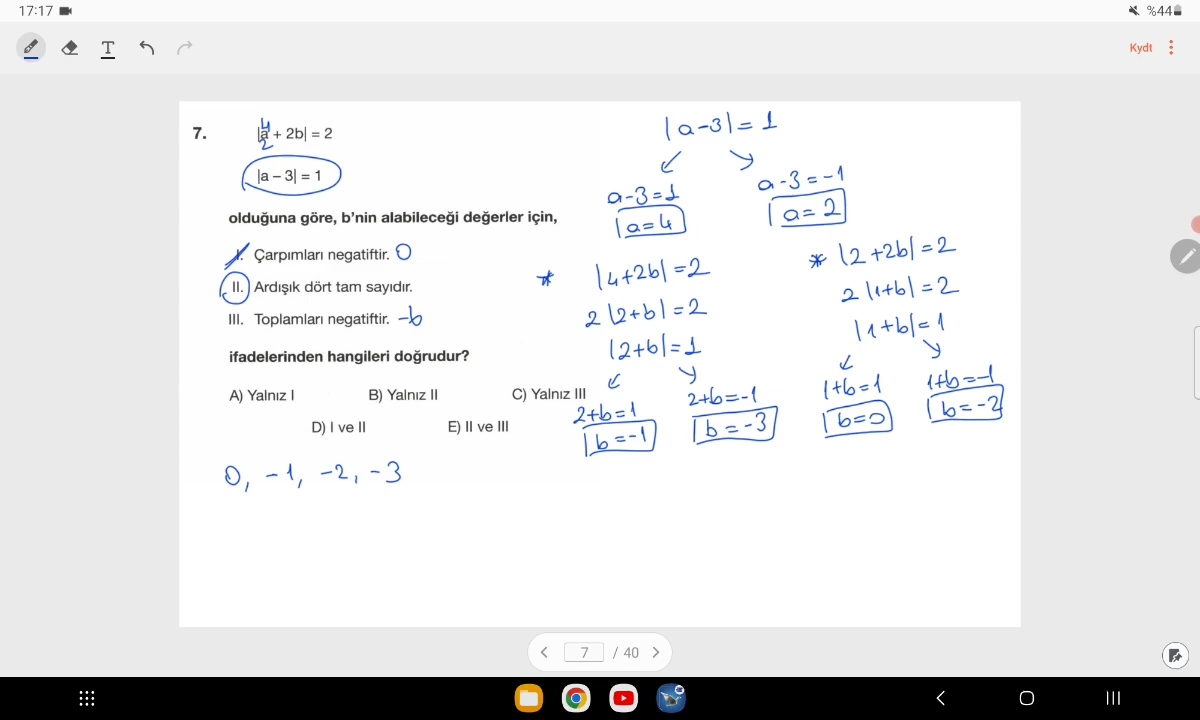 17:17
%44
T
Kydt
7. |a + 2b| = 2
4
2
|a – 3| = 1
olduğuna göre, b'nin alabileceği değerler için,
I. Çarpımları negatiftir. 0
II. Ardışık dört tam sayıdır.
III. Toplamları negatiftir. -6
ifadelerinden hangileri doğrudur?
A) Yalnız I B) Yalnız II C) Yalnız III
D) I ve II E) II ve III
0, -1, -2, -3
|a-3| = 1
a-3=1
a=4
a-3=-1
a=2
* |4+2b|=2
2|2+b|=2
|2+b|=1
2+b=1
b=-1
2+b=-1
b=-3
* |2+2b|=2
2|1+b|=2
|1+b|=1
1+b=1
b=0
1+b=-1
b=-2
7 / 40